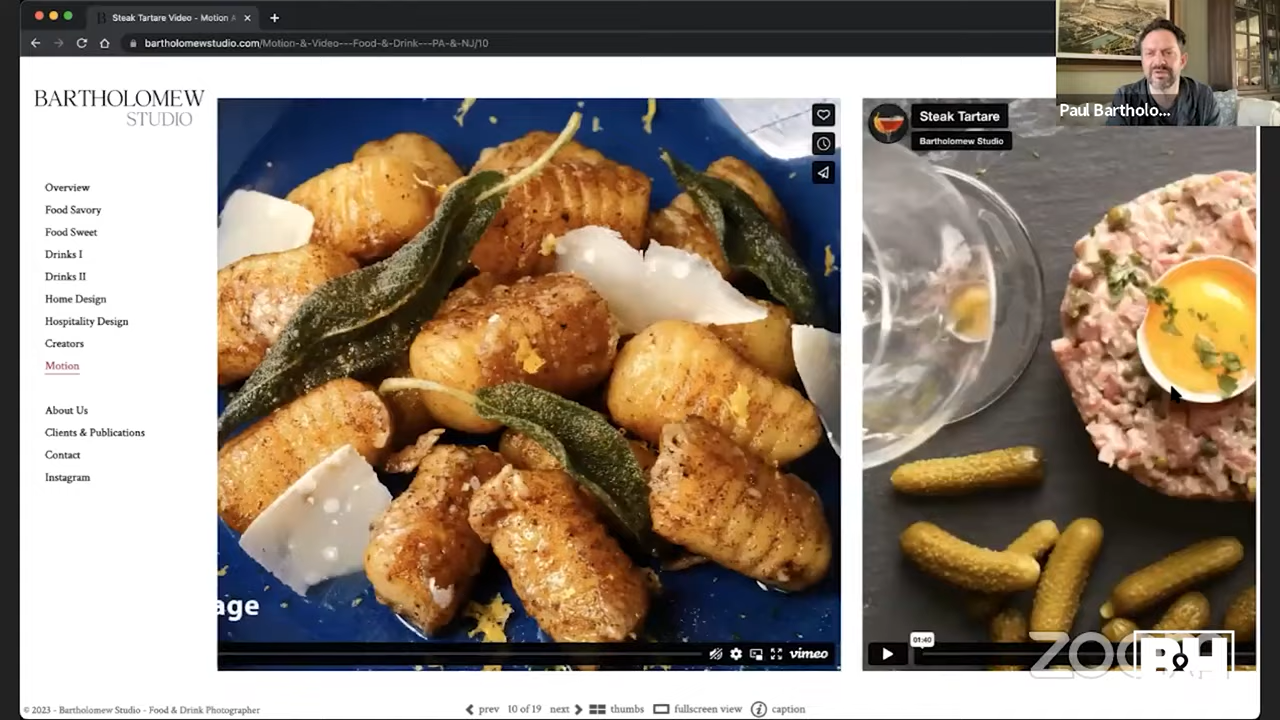 Steak Tartare Video - Motion
bartholomewstudio.com/Motion-&-Video---Food-&-Drink---PA-&-NJ/10
Paul Bartholo...
BARTHOLOMEW
STUDIO
Overview
Food Savory
Food Sweet
Drinks I
Drinks II
Home Design
Hospitality Design
Creators
Motion
About Us
Clients & Publications
Contact
Instagram
age
vimeo
Steak Tartare
Bartholomew Studio
01:40
B&H
© 2023 - Bartholomew Studio - Food & Drink Photographer
prev 10 of 19 next thumbs fullscreen view caption